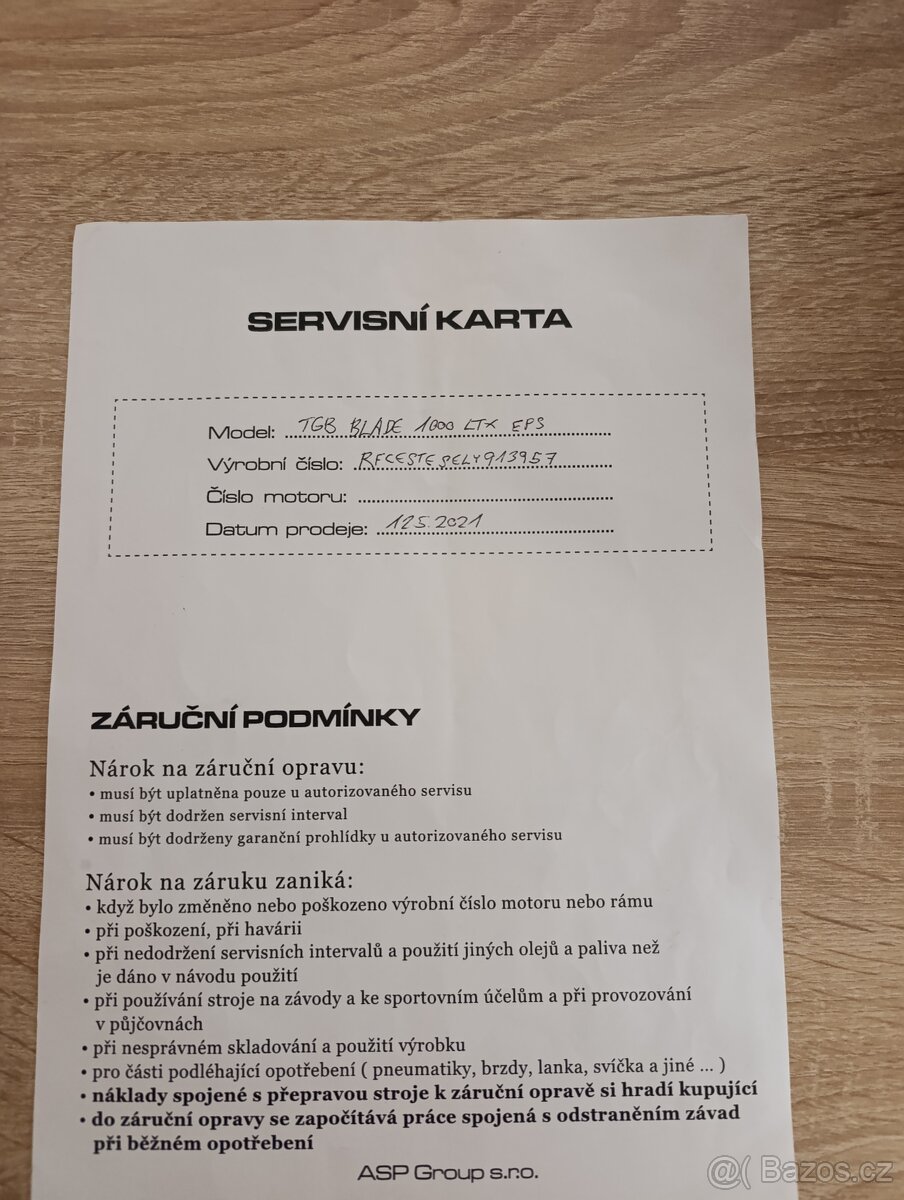 SERVISNÍ KARTA
Model: TGB BLADE 1000 LTX EPS
Výrobní číslo:
Číslo motoru:
Datum prodeje: 12.5.2021
ZÁRUČNÍ PODMÍNKY
Nárok na záruční opravu:
• musí být uplatněna pouze u autorizovaného servisu
• musí být dodržen servisní interval
• musí být dodrženy garanční prohlídky u autorizovaného servisu
Nárok na záruku zaniká:
• když bylo změněno nebo poškozeno výrobní číslo motoru nebo rámu
• při poškození, při havárii
• při nedodržení servisních intervalů a použití jiných olejů a paliva než
je dáno v návodu použití
• při používání stroje na závody a ke sportovním účelům a při provozování
v půjčovnách
• při nesprávném skladování a použití výrobku
• pro části podléhající opotřebení ( pneumatiky, brzdy, lanka, svíčka a jiné ... )
• náklady spojené s přepravou stroje k záruční opravě si hradí kupující
• do záruční opravy se započítává práce spojená s odstraněním závad
při běžném opotřebení
ASP Group s.r.o.
@( Bazos.cz